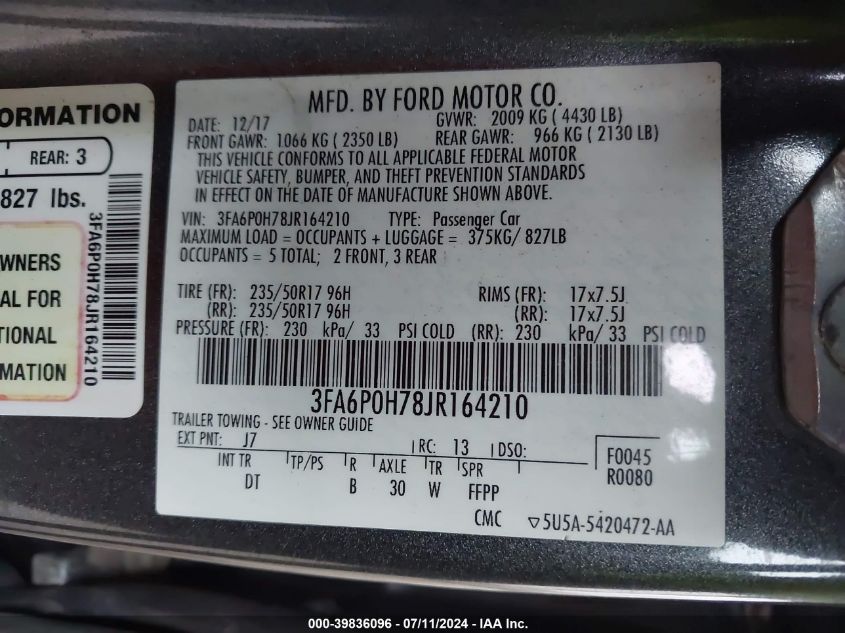 ORMATION
REAR: 3
827 lbs.
3FA6P0H78JR164210
WNERS
AL FOR
TIONAL
MATION
MFD. BY FORD MOTOR CO.
DATE: 12/17 GVWR: 2009 KG ( 4430 LB)
FRONT GAWR: 1066 KG ( 2350 LB) REAR GAWR: 966 KG ( 2130 LB)
THIS VEHICLE CONFORMS TO ALL APPLICABLE FEDERAL MOTOR
VEHICLE SAFETY, BUMPER, AND THEFT PREVENTION STANDARDS
IN EFFECT ON THE DATE OF MANUFACTURE SHOWN ABOVE.
VIN: 3FA6P0H78JR164210 TYPE: Passenger Car
MAXIMUM LOAD = OCCUPANTS + LUGGAGE = 375KG/ 827LB
OCCUPANTS = 5 TOTAL; 2 FRONT, 3 REAR
TIRE (FR): 235/50R17 96H RIMS (FR): 17x7.5J
(RR): 235/50R17 96H (RR): 17x7.5J
PRESSURE (FR): 230 kPa/ 33 PSI COLD (RR): 230 kPa/ 33 PSI COLD
3FA6P0H78JR164210
TRAILER TOWING - SEE OWNER GUIDE
EXT PNT: J7 RC: 13 DSO: F0045
INT TR TP/PS R AXLE TR SPR R0080
DT B 30 W FFPP
CMC ▽5U5A-5420472-AA
000-39836096 - 07/11/2024 - IAA Inc.